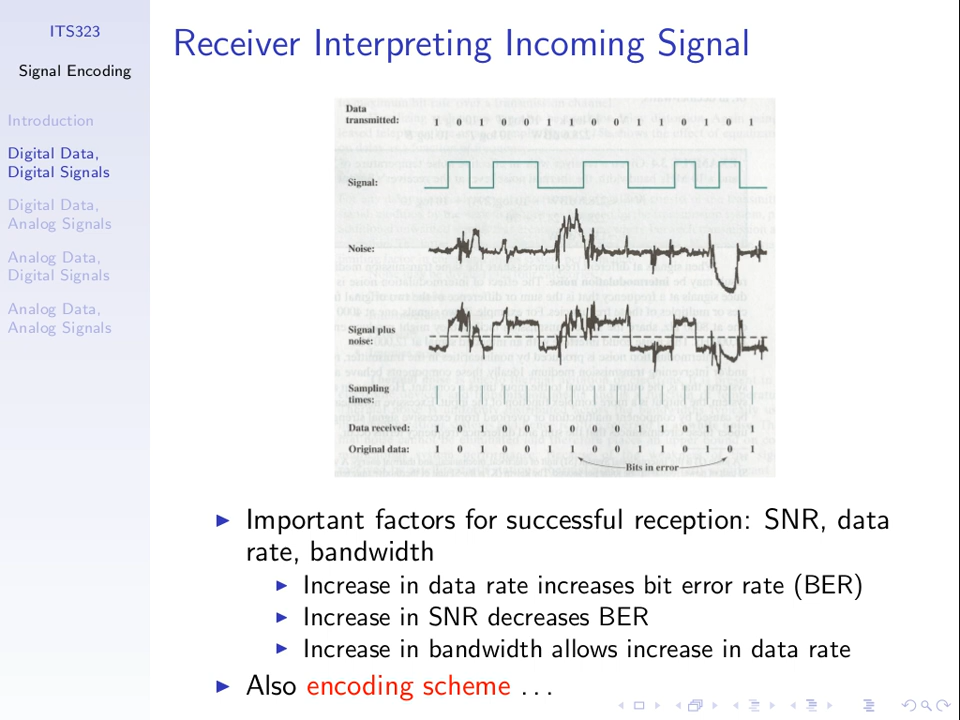 ITS323
Signal Encoding
Introduction
Digital Data,
Digital Signals
Digital Data,
Analog Signals
Analog Data,
Digital Signals
Analog Data,
Analog Signals
Receiver Interpreting Incoming Signal
Data
transmitted: 1 0 1 0 0 1 1 0 0 1 1 0 1 0 1
Signal:
Noise:
Signal plus
noise:
Sampling
times:
Data received: 1 0 1 0 0 1 0 0 0 1 1 0 1 1 1
Original data: 1 0 1 0 0 1 1 0 0 1 1 0 1 0 1
Bits in error
Important factors for successful reception: SNR, data
rate, bandwidth
Increase in data rate increases bit error rate (BER)
Increase in SNR decreases BER
Increase in bandwidth allows increase in data rate
Also encoding scheme . . .